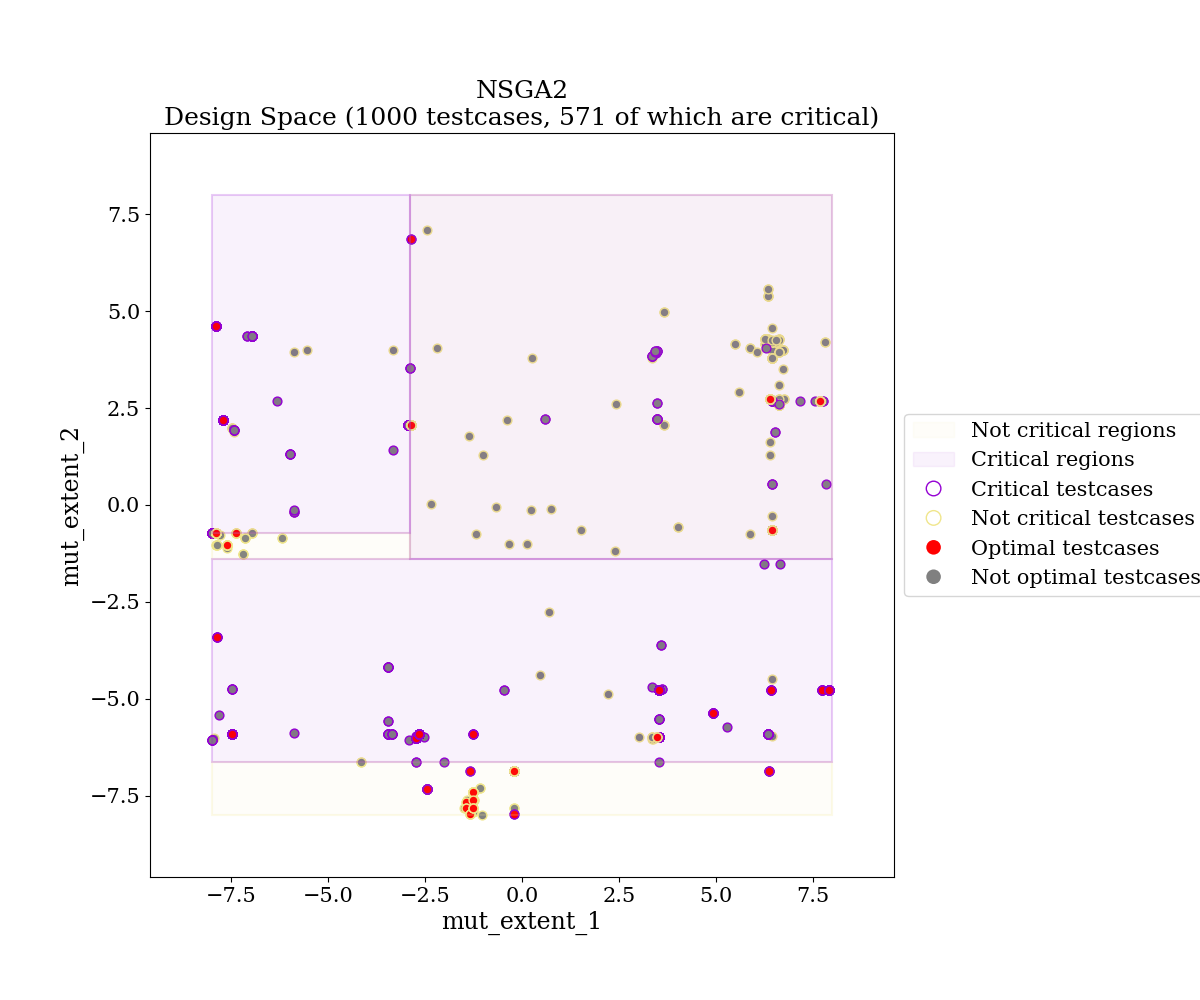 NSGA2
Design Space (1000 testcases, 571 of which are critical)
mut_extent_2
7.5
5.0
2.5
0.0
−2.5
−5.0
−7.5
−7.5
−5.0
−2.5
0.0
2.5
5.0
7.5
mut_extent_1
Not critical regions
Critical regions
Critical testcases
Not critical testcases
Optimal testcases
Not optimal testcases